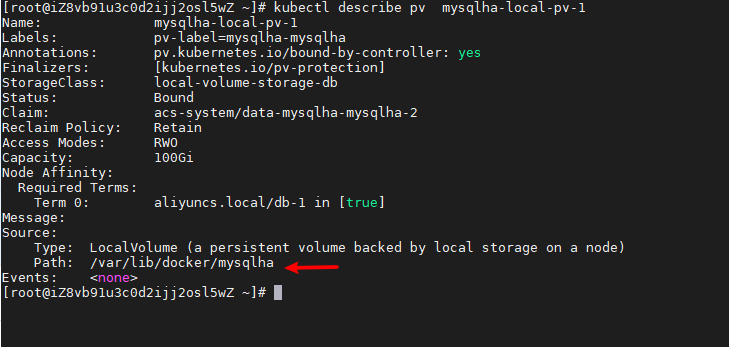 [root@iZ8vb91u3c0d2ijj2osl5wZ ~]# kubectl describe pv  mysqlha-local-pv-1
Name:              mysqlha-local-pv-1
Labels:            pv-label=mysqlha-mysqlha
Annotations:       pv.kubernetes.io/bound-by-controller: yes
Finalizers:        [kubernetes.io/pv-protection]
StorageClass:      local-volume-storage-db
Status:            Bound
Claim:             acs-system/data-mysqlha-mysqlha-2
Reclaim Policy:    Retain
Access Modes:      RWO
Capacity:          100Gi
Node Affinity:
  Required Terms:
    Term 0:        aliyuncs.local/db-1 in [true]
Message:
Source:
    Type:  LocalVolume (a persistent volume backed by local storage on a node)
    Path:  /var/lib/docker/mysqlha
Events:    <none>
[root@iZ8vb91u3c0d2ijj2osl5wZ ~]#